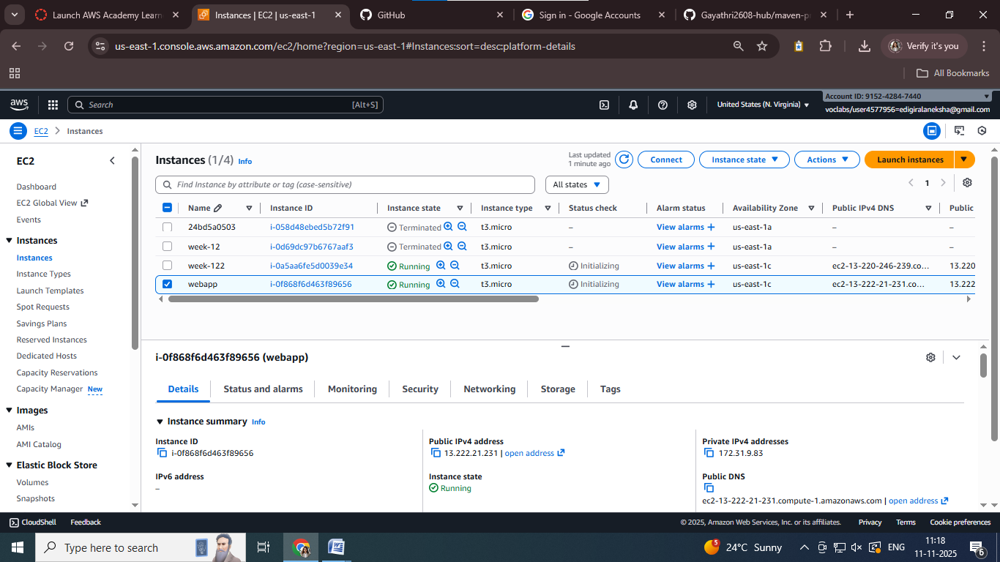 Launch AWS Academy Learn
Instances | EC2 | us-east-1
GitHub
Sign in - Google Accounts
Gayathri2608-hub/maven-pr
us-east-1.console.aws.amazon.com/ec2/home?region=us-east-1#Instances:sort=desc:platform-details
Verify it's you
All Bookmarks
aws
Search
[Alt+S]
United States (N. Virginia)
Account ID: 9152-4284-7440
voclabs/user4577956=edigiralaneksha@gmail.com
EC2 > Instances
EC2
Dashboard
EC2 Global View
Events
Instances
Instances
Instance Types
Launch Templates
Spot Requests
Savings Plans
Reserved Instances
Dedicated Hosts
Capacity Reservations
Capacity Manager New
Images
AMIs
AMI Catalog
Elastic Block Store
Volumes
Snapshots
Instances (1/4) Info
Last updated
1 minute ago
Connect
Instance state
Actions
Launch instances
Find Instance by attribute or tag (case-sensitive)
All states
1
Name Instance ID Instance state Instance type Status check Alarm status Availability Zone Public IPv4 DNS Public
24bd5a0503 i-058d48ebed5b72f91 Terminated t3.micro – View alarms + us-east-1a – –
week-12 i-0d69dc97b6767aaf3 Terminated t3.micro – View alarms + us-east-1a – –
week-122 i-0a5aa6fe5d0039e34 Running t3.micro Initializing View alarms + us-east-1c ec2-13-220-246-239.co... 13.220
webapp i-0f868f6d463f89656 Running t3.micro Initializing View alarms + us-east-1c ec2-13-222-21-231.co... 13.222
i-0f868f6d463f89656 (webapp)
Details
Status and alarms
Monitoring
Security
Networking
Storage
Tags
Instance summary Info
Instance ID
i-0f868f6d463f89656
IPv6 address
–
Public IPv4 address
13.222.21.231 | open address
Instance state
Running
Private IPv4 addresses
172.31.9.83
Public DNS
ec2-13-222-21-231.compute-1.amazonaws.com | open address
CloudShell
Feedback
© 2025, Amazon Web Services, Inc. or its affiliates.
Privacy
Terms
Cookie preferences
Type here to search
5
24°C Sunny
ENG
11:18
11-11-2025
6